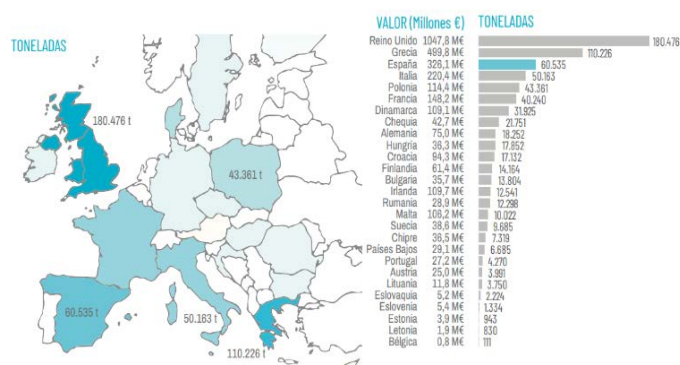 TONELADAS
180.476 t
43.361 t
60.535 t
50.163 t
110.226 t
VALOR (Millones €) TONELADAS
Reino Unido 1047,8 M€ 180.476
Grecia 499,8 M€ 110.226
España 326,1 M€ 60.535
Italia 220,4 M€ 50.163
Polonia 114,4 M€ 43.361
Francia 148,2 M€ 40.240
Dinamarca 109,1 M€ 31.925
Chequia 42,7 M€ 21.751
Alemania 75,0 M€ 18.252
Hungria 36,3 M€ 17.852
Croacia 84,3 M€ 17.132
Finlandia 61,4 M€ 14.164
Bulgaria 35,7 M€ 13.804
Irlanda 109,7 M€ 12.541
Rumania 28,9 M€ 12.298
Malta 106,2 M€ 10.022
Suecia 38,6 M€ 9.685
Chipre 36,5 M€ 7.319
Países Bajos 29,1 M€ 6.685
Portugal 27,2 M€ 4.270
Austria 25,0 M€ 3.991
Lituania 11,8 M€ 3.750
Eslovaquia 5,2 M€ 2.224
Eslovenia 5,4 M€ 1.334
Estonia 3,9 M€ 943
Letonia 1,9 M€ 830
Bélgica 0,8 M€ 111